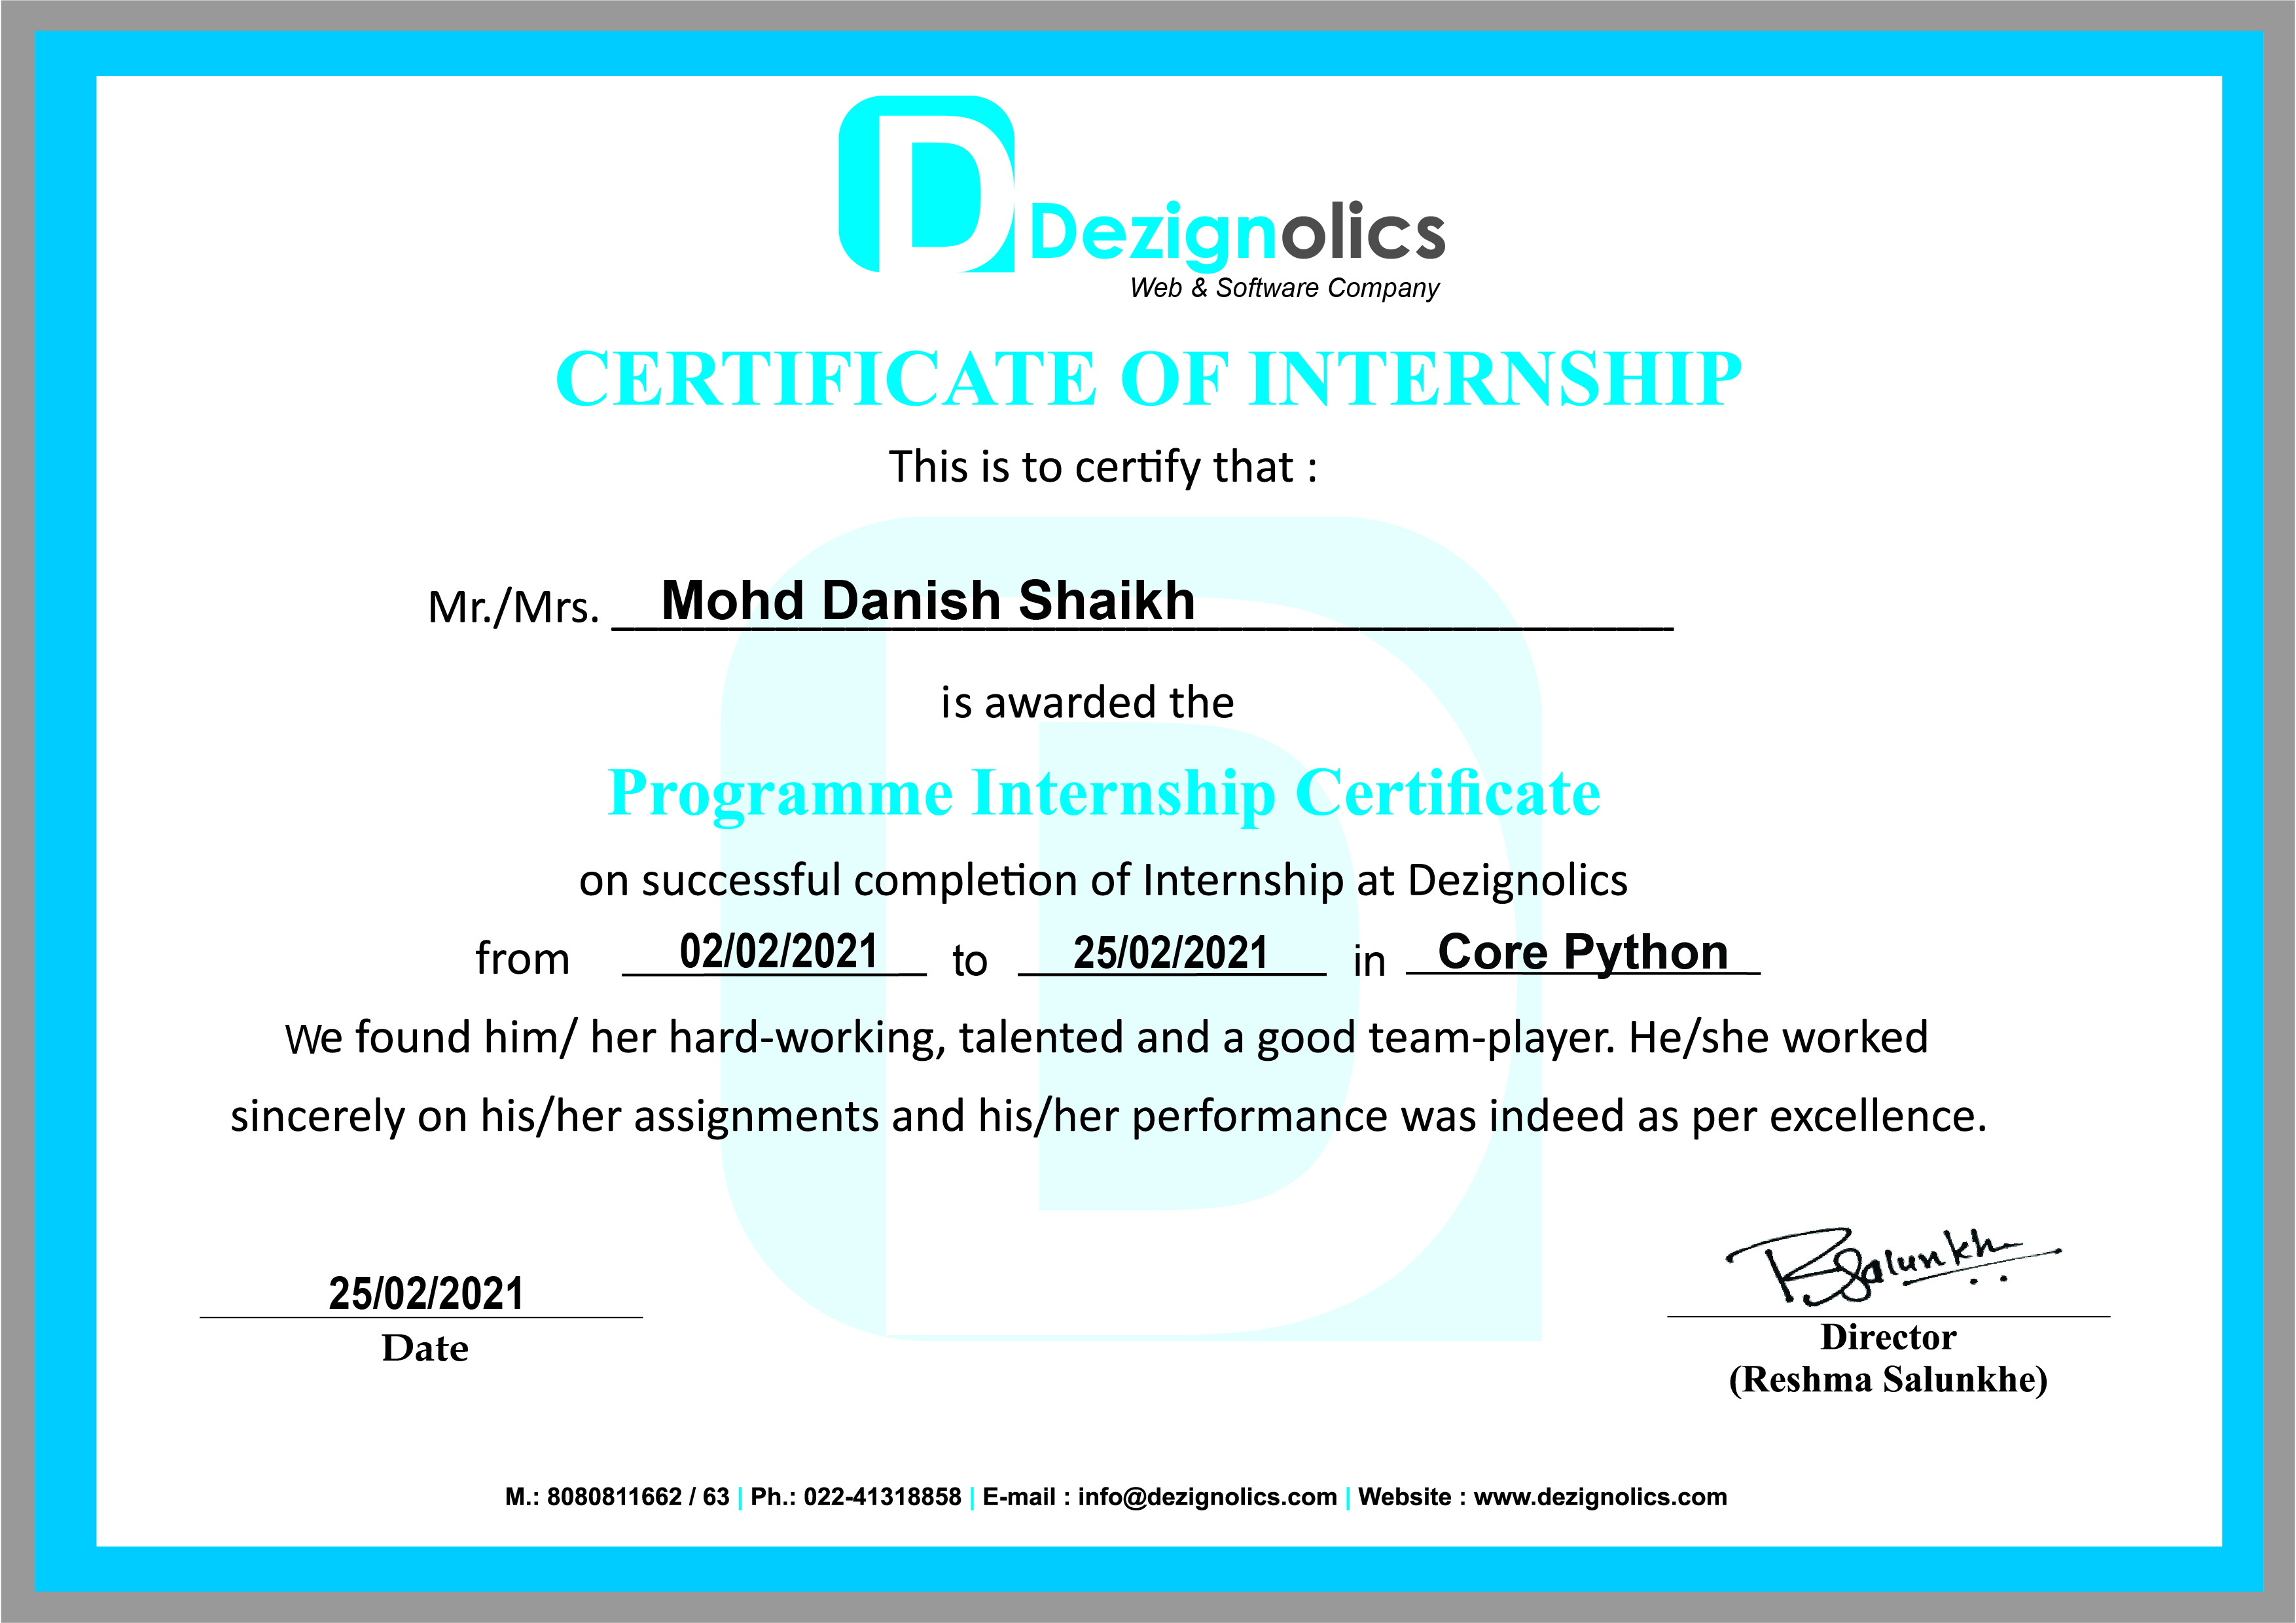 D
Dezignolics
Web & Software Company
CERTIFICATE OF INTERNSHIP
This is to certify that :
Mr./Mrs. Mohd Danish Shaikh
is awarded the
Programme Internship Certificate
on successful completion of Internship at Dezignolics
from 02/02/2021 to 25/02/2021 in Core Python
We found him/ her hard-working, talented and a good team-player. He/she worked
sincerely on his/her assignments and his/her performance was indeed as per excellence.
RSalunkh
25/02/2021
Date
Director
(Reshma Salunkhe)
M.: 8080811662 / 63 | Ph.: 022-41318858 | E-mail : info@dezignolics.com | Website : www.dezignolics.com